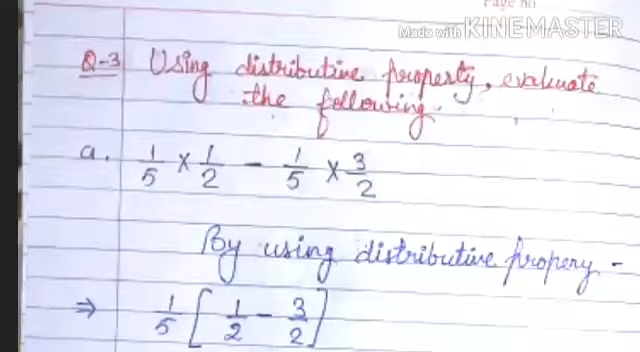 Page no
Made with KINEMASTER
Q-3 Using distributive property, evaluate
the following.
a. 1/5 × 1/2 - 1/5 × 3/2
By using distributive propery -
⇒ 1/5 [ 1/2 - 3/2 ]